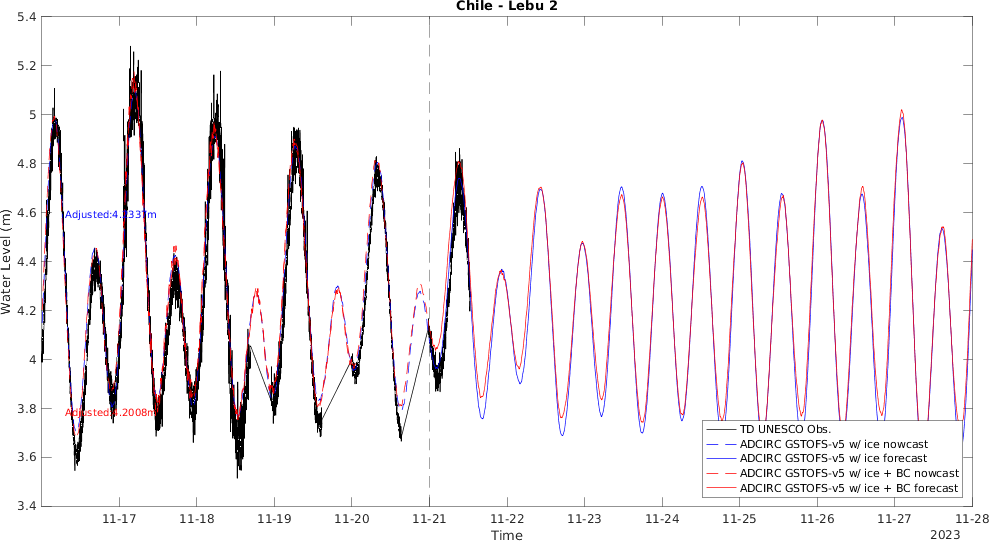 Chile - Lebu 2
5.4
5.2
5
4.8
4.6
4.4
4.2
4
3.8
3.6
3.4
Water Level (m)
Adjusted:4.
337m
Adjusted:4.2008m
11-17
11-18
11-19
11-20
11-21
11-22
11-23
11-24
11-25
11-26
11-27
11-28
Time
2023
TD UNESCO Obs.
ADCIRC GSTOFS-v5 w/ ice nowcast
ADCIRC GSTOFS-v5 w/ ice forecast
ADCIRC GSTOFS-v5 w/ ice + BC nowcast
ADCIRC GSTOFS-v5 w/ ice + BC forecast